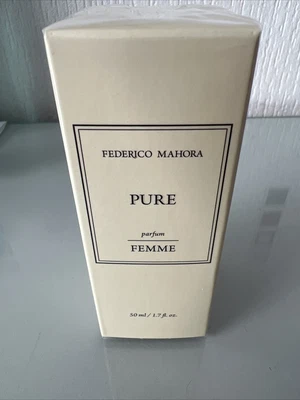 FEDERICO MAHORA
PURE
parfum
FEMME
50 ml / 1.7 fl. oz.